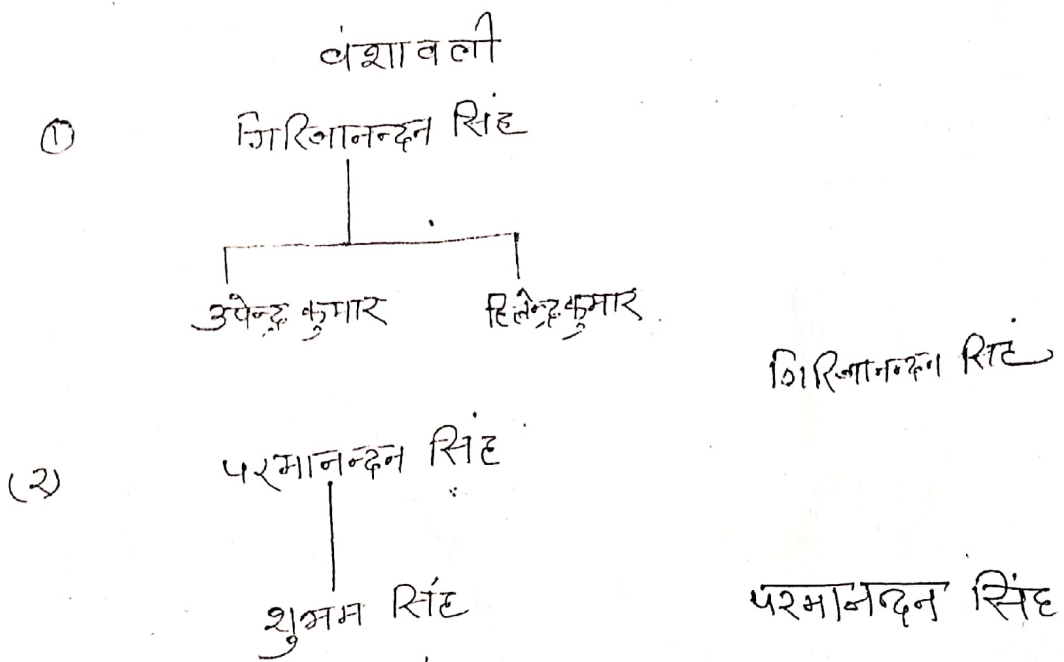 वंशावली
① गिरिजानन्दन सिंह
उपेन्द्र कुमार हितेन्द्र कुमार
गिरिजानन्दन सिंह
(२) परमानन्दन सिंह
शुभम सिंह परमानन्दन सिंह